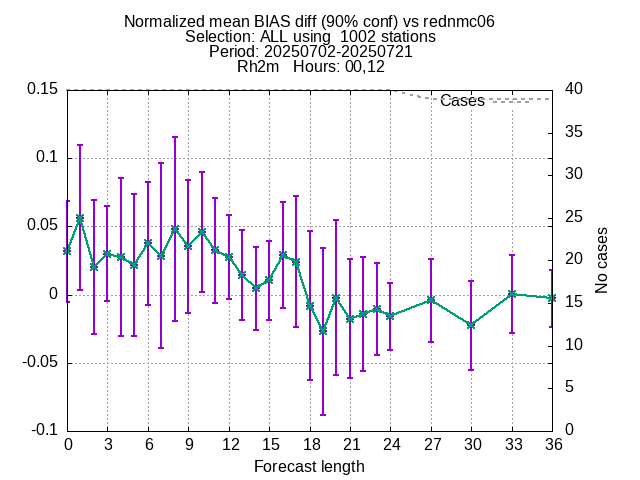 Normalized mean BIAS diff (90% conf) vs rednmc06
Selection: ALL using  1002 stations
Period: 20250702-20250721
Rh2m   Hours: 00,12
0.15
0.1
0.05
0
-0.05
-0.1
40
35
30
25
20
15
10
5
0
Cases
No cases
0 3 6 9 12 15 18 21 24 27 30 33 36
Forecast length